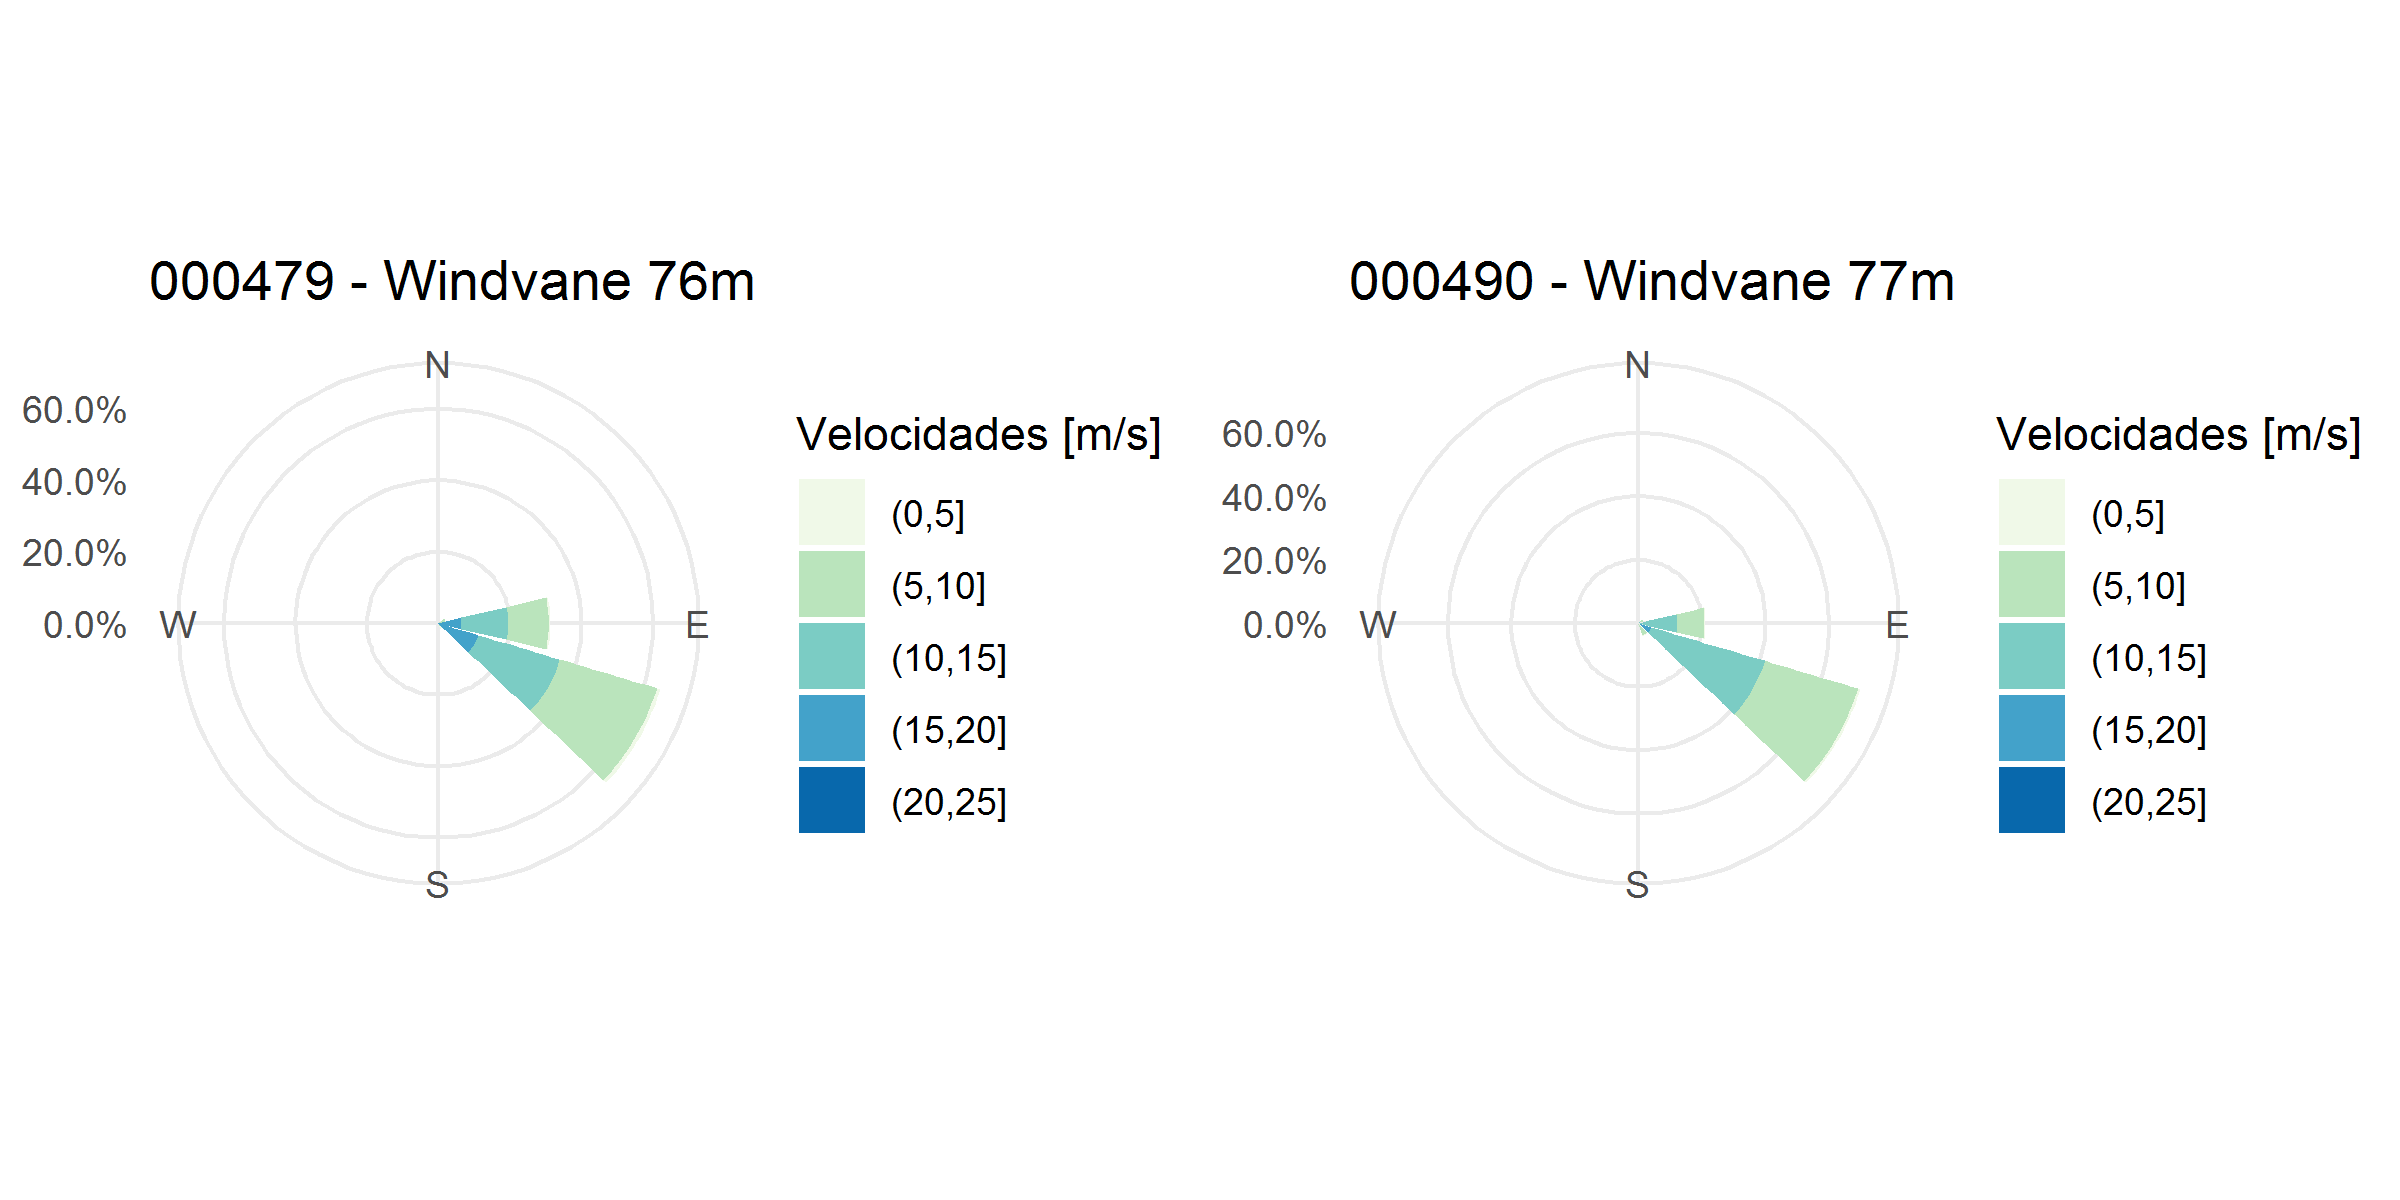 000479 - Windvane 76m
N
60.0%
40.0%
20.0%
0.0%
W
E
S
Velocidades [m/s]
(0,5]
(5,10]
(10,15]
(15,20]
(20,25]
000490 - Windvane 77m
N
60.0%
40.0%
20.0%
0.0%
W
E
S
Velocidades [m/s]
(0,5]
(5,10]
(10,15]
(15,20]
(20,25]